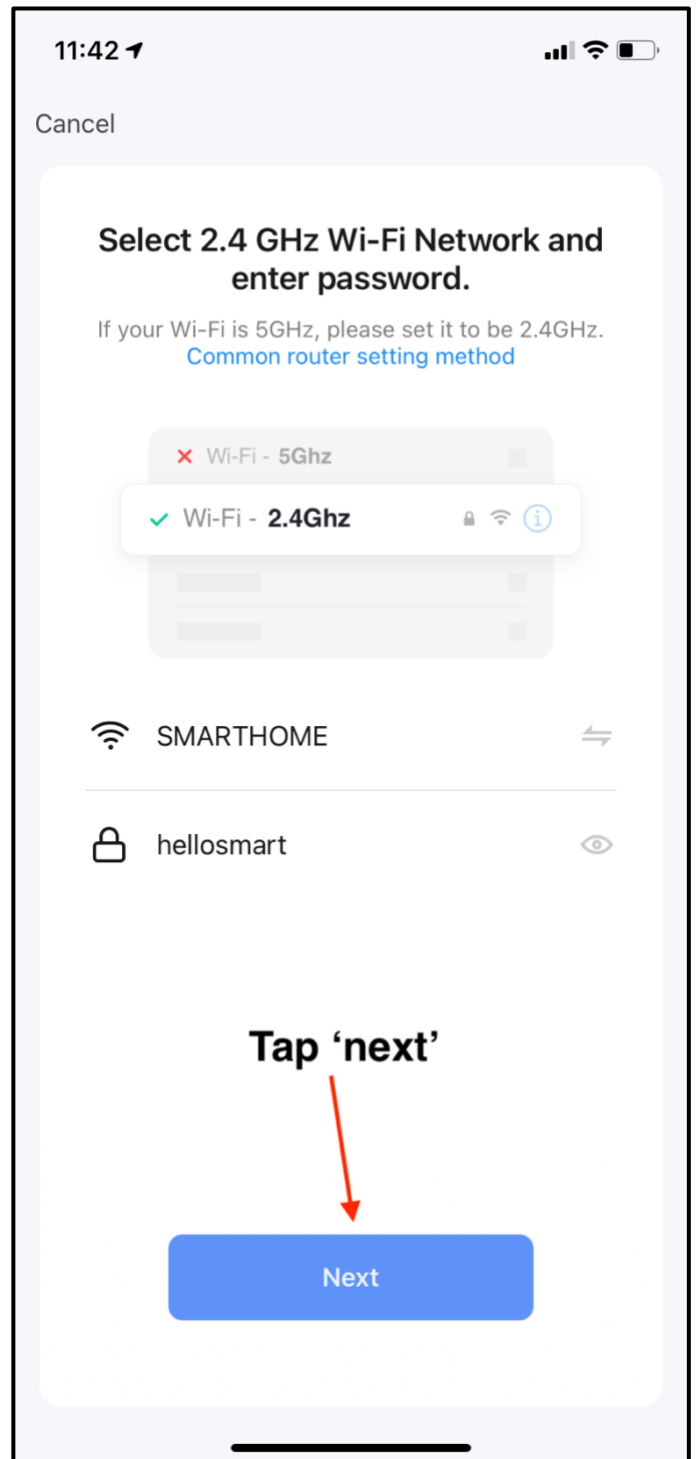 11:42
Cancel
Select 2.4 GHz Wi-Fi Network and
enter password.
If your Wi-Fi is 5GHz, please set it to be 2.4GHz.
Common router setting method
Wi-Fi - 5Ghz
Wi-Fi - 2.4Ghz
SMARTHOME
hellosmart
Tap ‘next’
Next